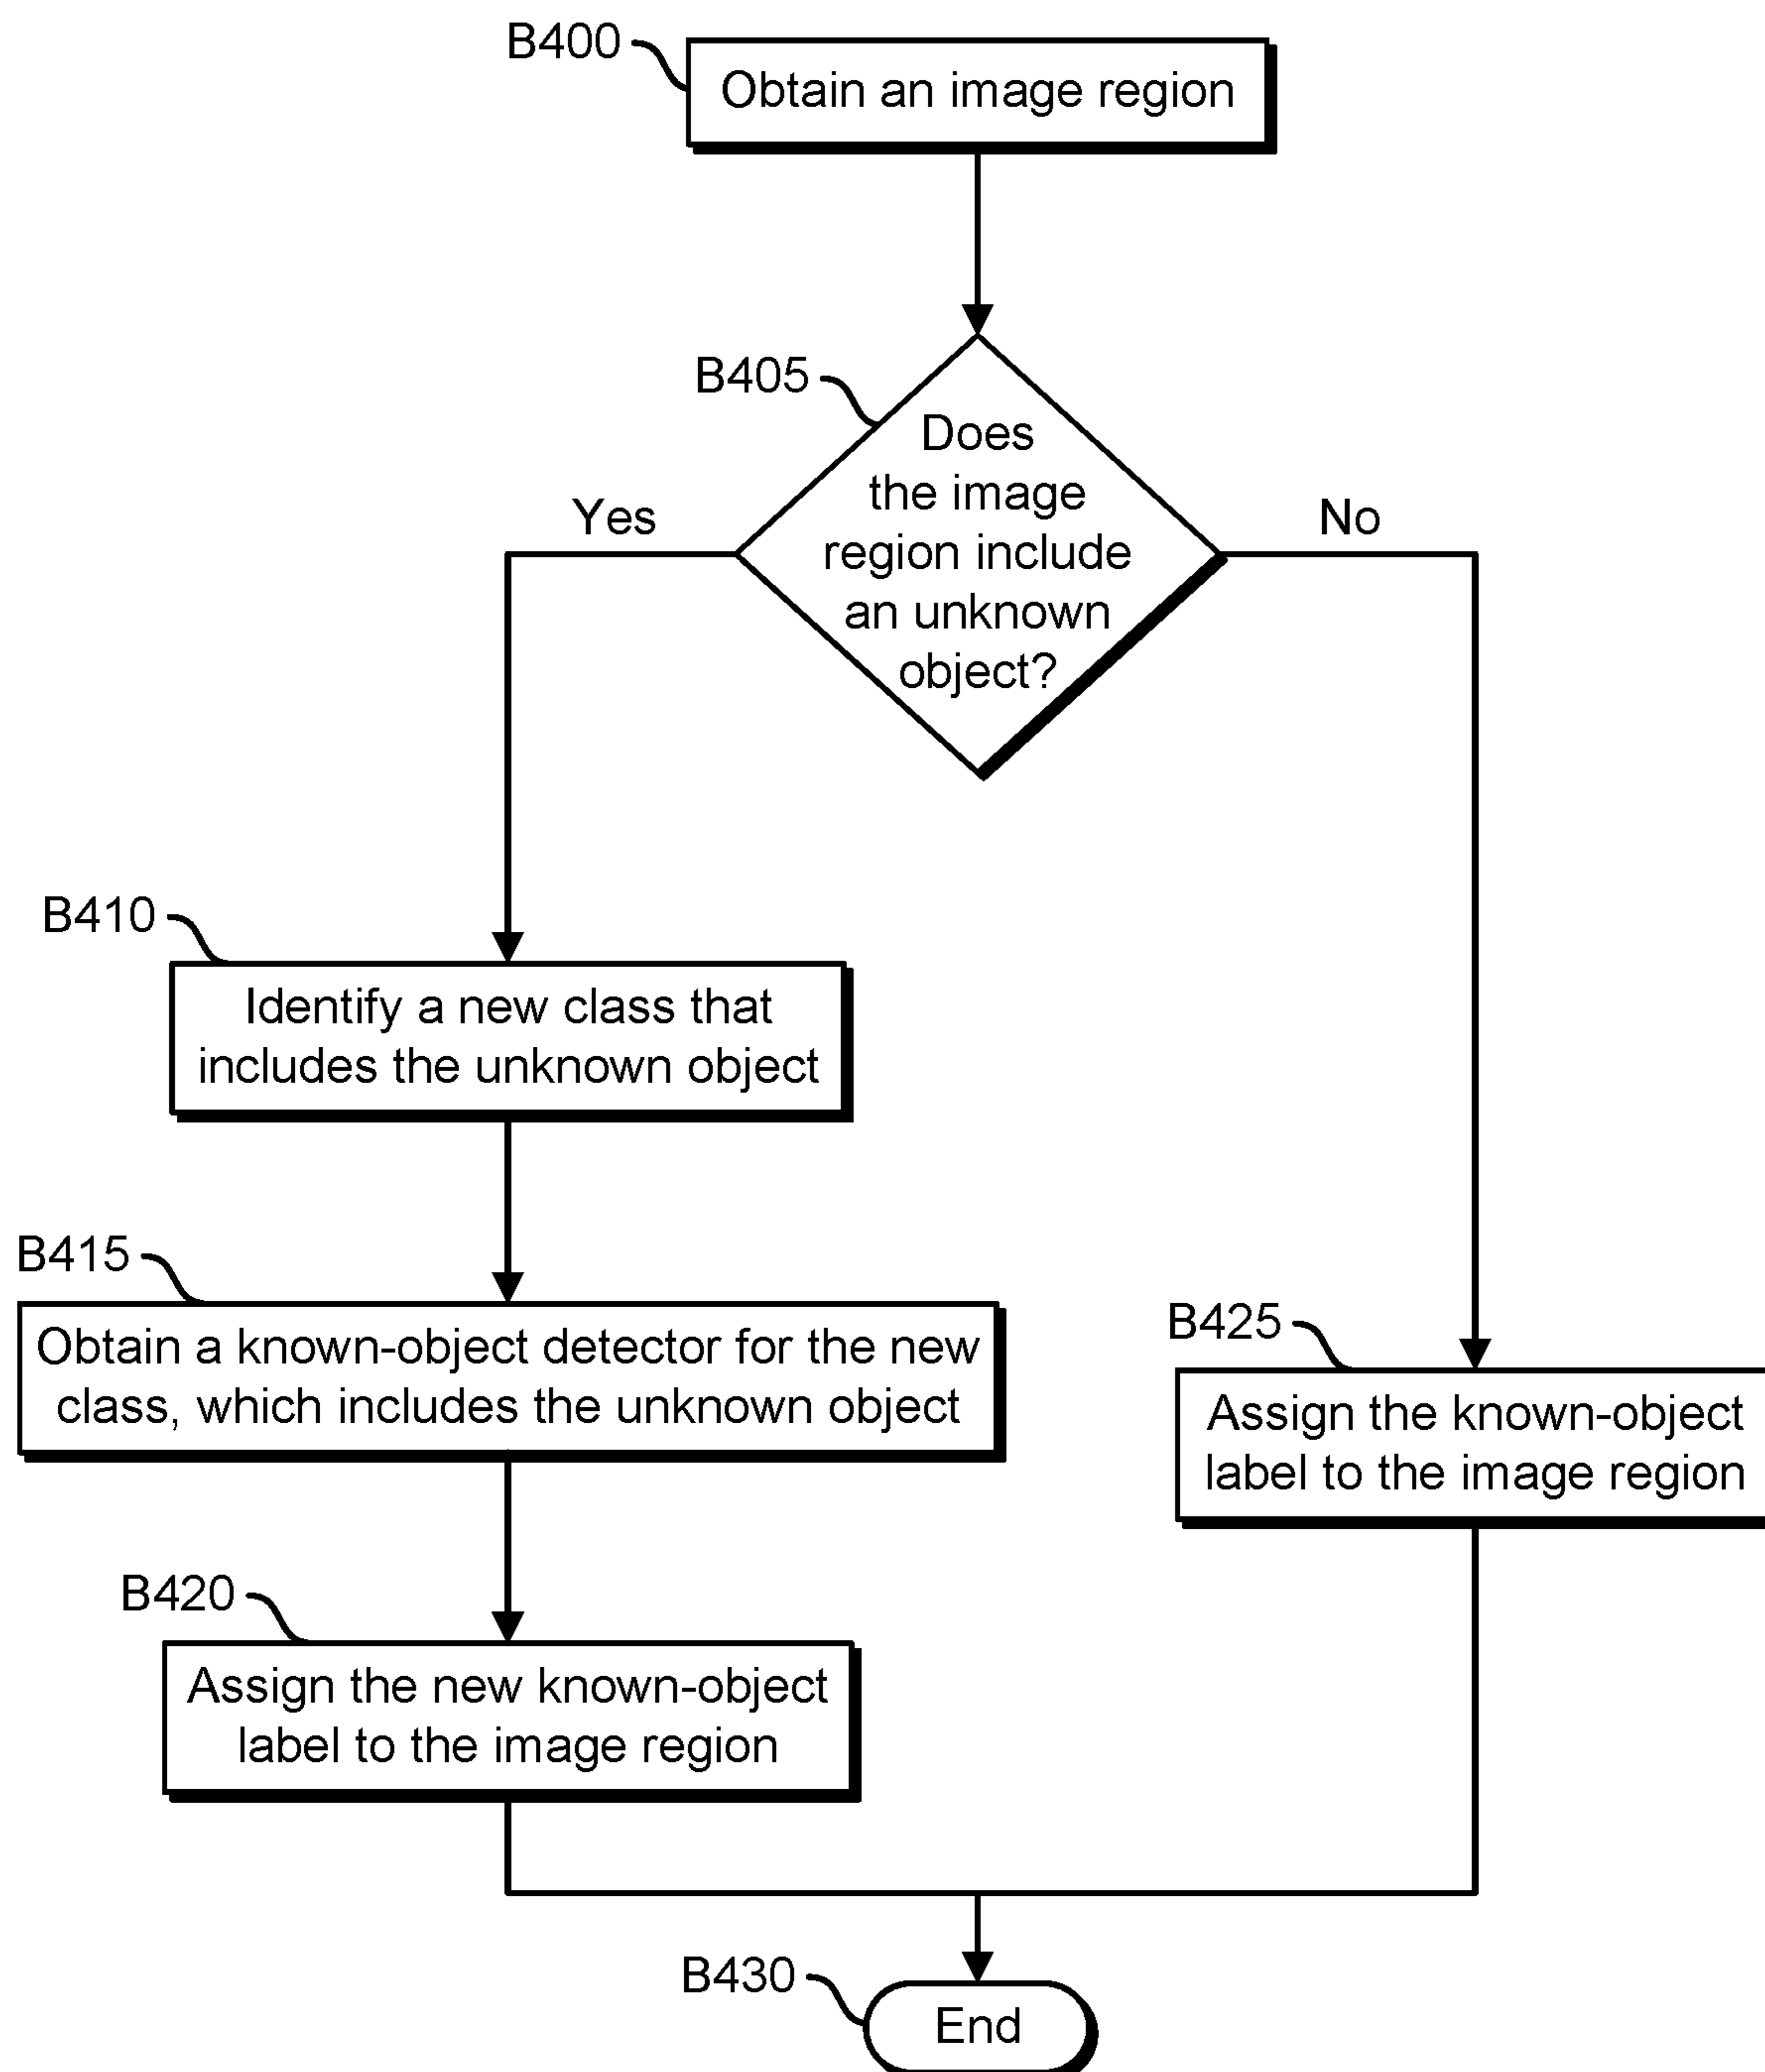 B400
Obtain an image region
B405
Does
the image
region include
an unknown
object?
Yes
No
B410
Identify a new class that
includes the unknown object
B415
Obtain a known-object detector for the new
class, which includes the unknown object
B425
Assign the known-object
label to the image region
B420
Assign the new known-object
label to the image region
B430
End